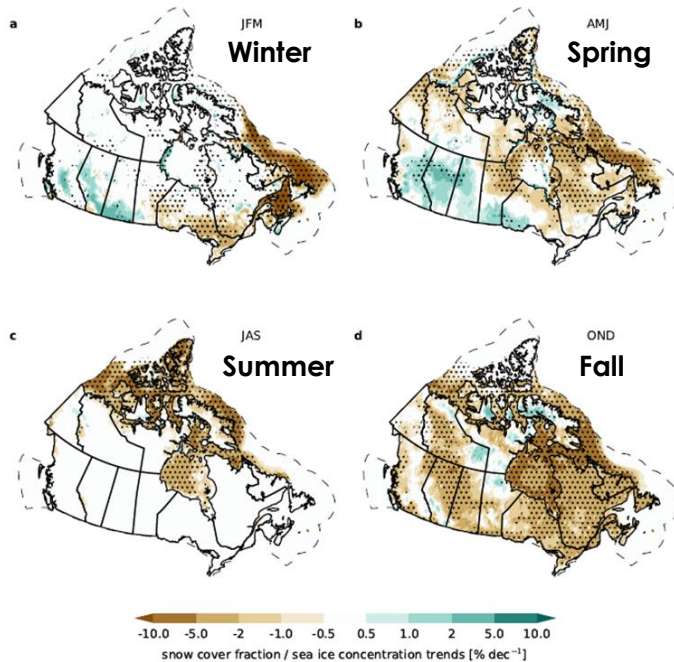 a JFM
Winter
b AMJ
Spring
c JAS
Summer
d OND
Fall
-10.0 -5.0 -2 -1.0 -0.5 0.5 1.0 2 5.0 10.0
snow cover fraction / sea ice concentration trends [% dec⁻¹]